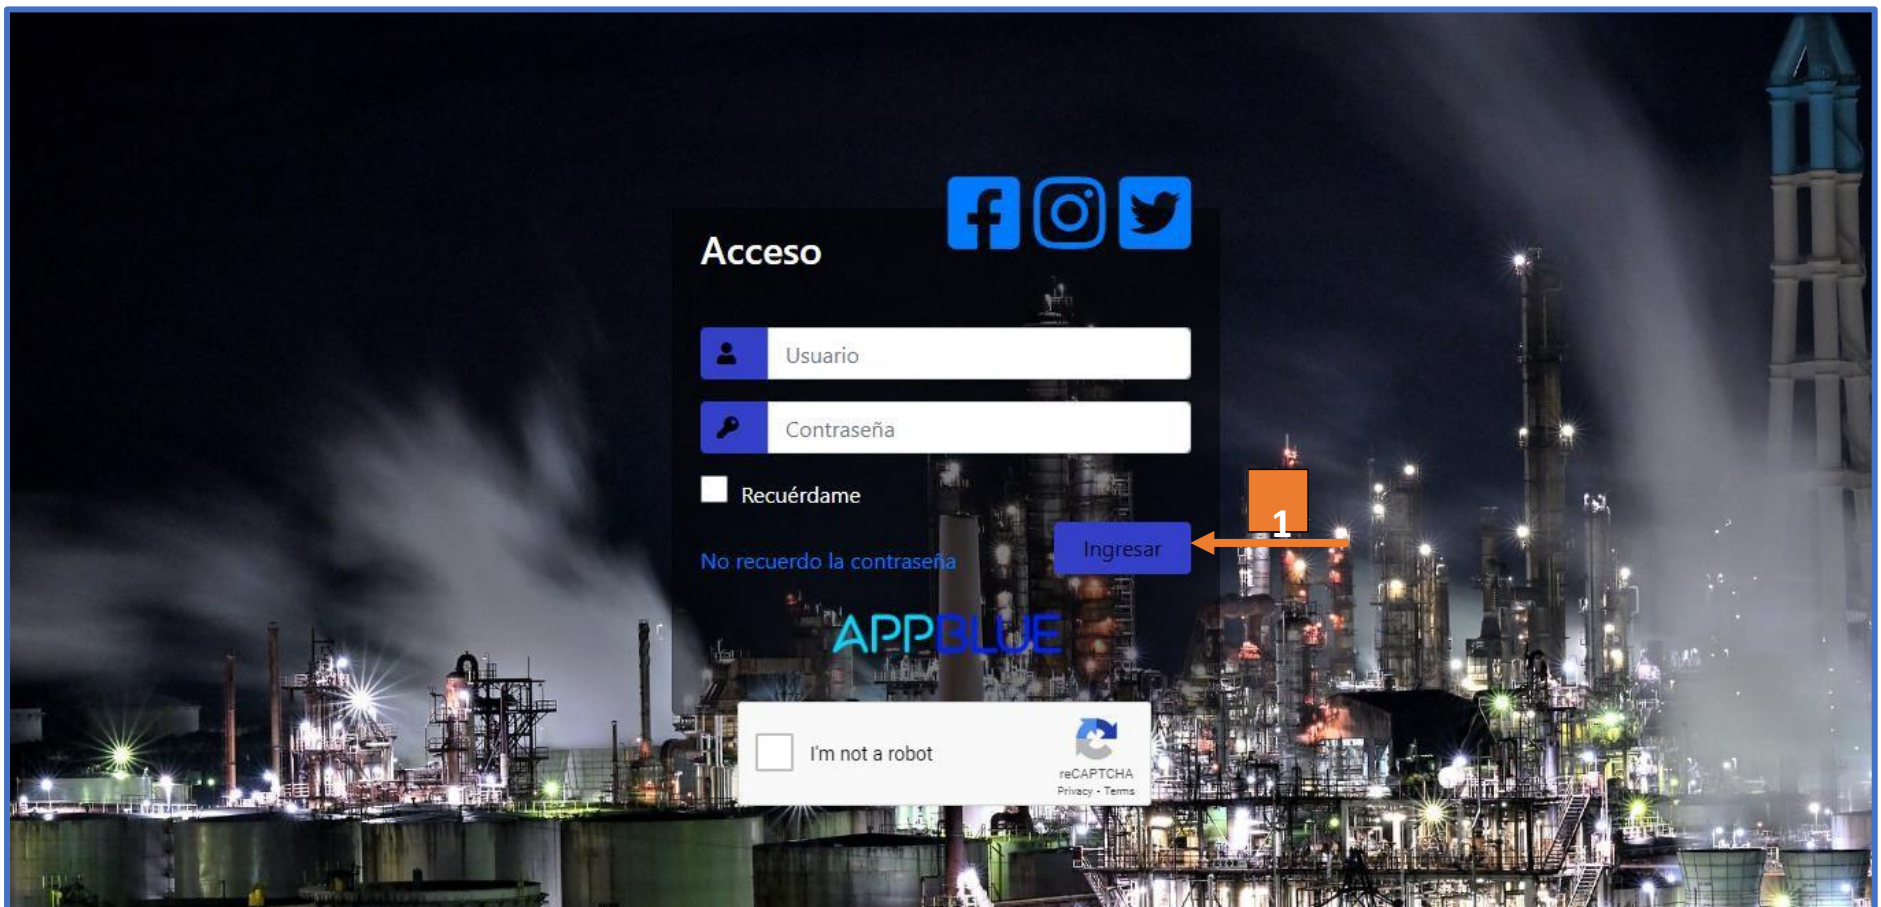 Acceso
Usuario
Contraseña
Recuérdame
1
No recuerdo la contraseña
Ingresar
APPBLUE
I'm not a robot
reCAPTCHA
Privacy - Terms